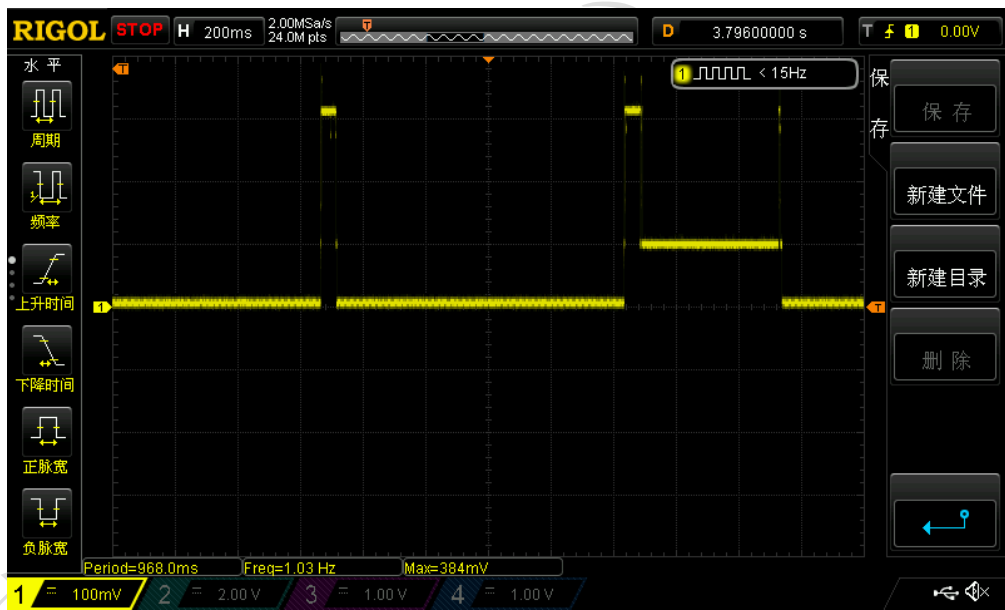 RIGOL STOP H 200ms 2.00MSa/s 24.0M pts D 3.79600000 s T 1 0.00V
水平
周期
频率
上升时间
下降时间
正脉宽
负脉宽
T
1 < 15Hz
1
T
保存
保 存
新建文件
新建目录
删 除
Period=968.0ms Freq=1.03 Hz Max=384mV
1 = 100mV 2 = 2.00 V 3 = 1.00 V 4 = 1.00 V